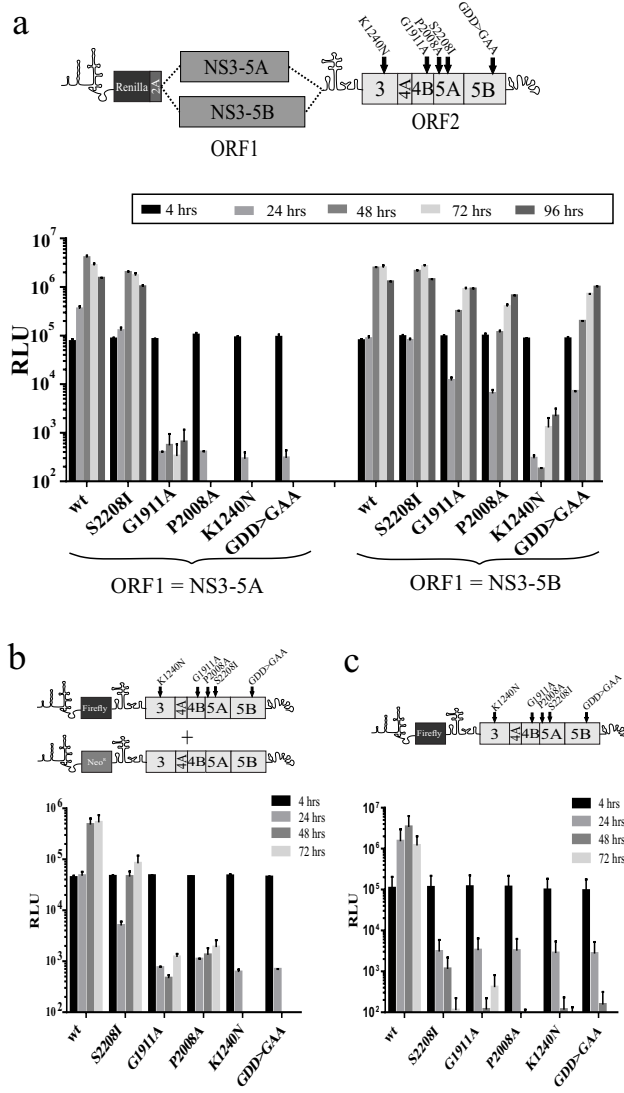 a
K1240N
G1911A
P2008A
S2208I
GDD>GAA
Renilla
2A
NS3-5A
NS3-5B
ORF1
3
4A
4B
5A
5B
ORF2
4 hrs 24 hrs 48 hrs 72 hrs 96 hrs
RLU
10^7
10^6
10^5
10^4
10^3
10^2
wt
S2208I
G1911A
P2008A
K1240N
GDD>GAA
wt
S2208I
G1911A
P2008A
K1240N
GDD>GAA
ORF1 = NS3-5A
ORF1 = NS3-5B
b
K1240N
G1911A
P2008A
S2208I
GDD>GAA
Firefly
3
4A
4B
5A
5B
+
Neo^R
3
4A
4B
5A
5B
4 hrs
24 hrs
48 hrs
72 hrs
RLU
10^6
10^5
10^4
10^3
10^2
wt
S2208I
G1911A
P2008A
K1240N
GDD>GAA
c
K1240N
G1911A
P2008A
S2208I
GDD>GAA
Firefly
3
4A
4B
5A
5B
4 hrs
24 hrs
48 hrs
72 hrs
RLU
10^7
10^6
10^5
10^4
10^3
10^2
wt
S2208I
G1911A
P2008A
K1240N
GDD>GAA